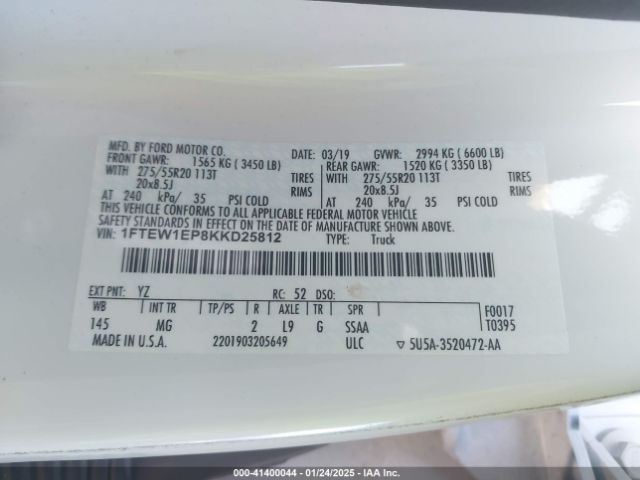 MFD. BY FORD MOTOR CO.
DATE: 03/19 GVWR: 2994 KG ( 6600 LB)
FRONT GAWR: 1565 KG ( 3450 LB) REAR GAWR: 1520 KG ( 3350 LB)
WITH 275/55R20 113T TIRES WITH 275/55R20 113T TIRES
20x8.5J RIMS 20x8.5J RIMS
AT 240 kPa/ 35 PSI COLD AT 240 kPa/ 35 PSI COLD
THIS VEHICLE CONFORMS TO ALL APPLICABLE FEDERAL MOTOR VEHICLE
SAFETY STANDARDS IN EFFECT ON THE DATE OF MANUFACTURE SHOWN ABOVE.
VIN: 1FTEW1EP8KKD25812 TYPE: Truck
EXT PNT: YZ RC: 52 DSO:
WB INT TR TP/PS R AXLE TR SPR F0017
145 MG 2 L9 G SSAA T0395
MADE IN U.S.A. 2201903205649 ULC ▽ 5U5A-3520472-AA
000-41400044 — 01/24/2025 — IAA Inc.